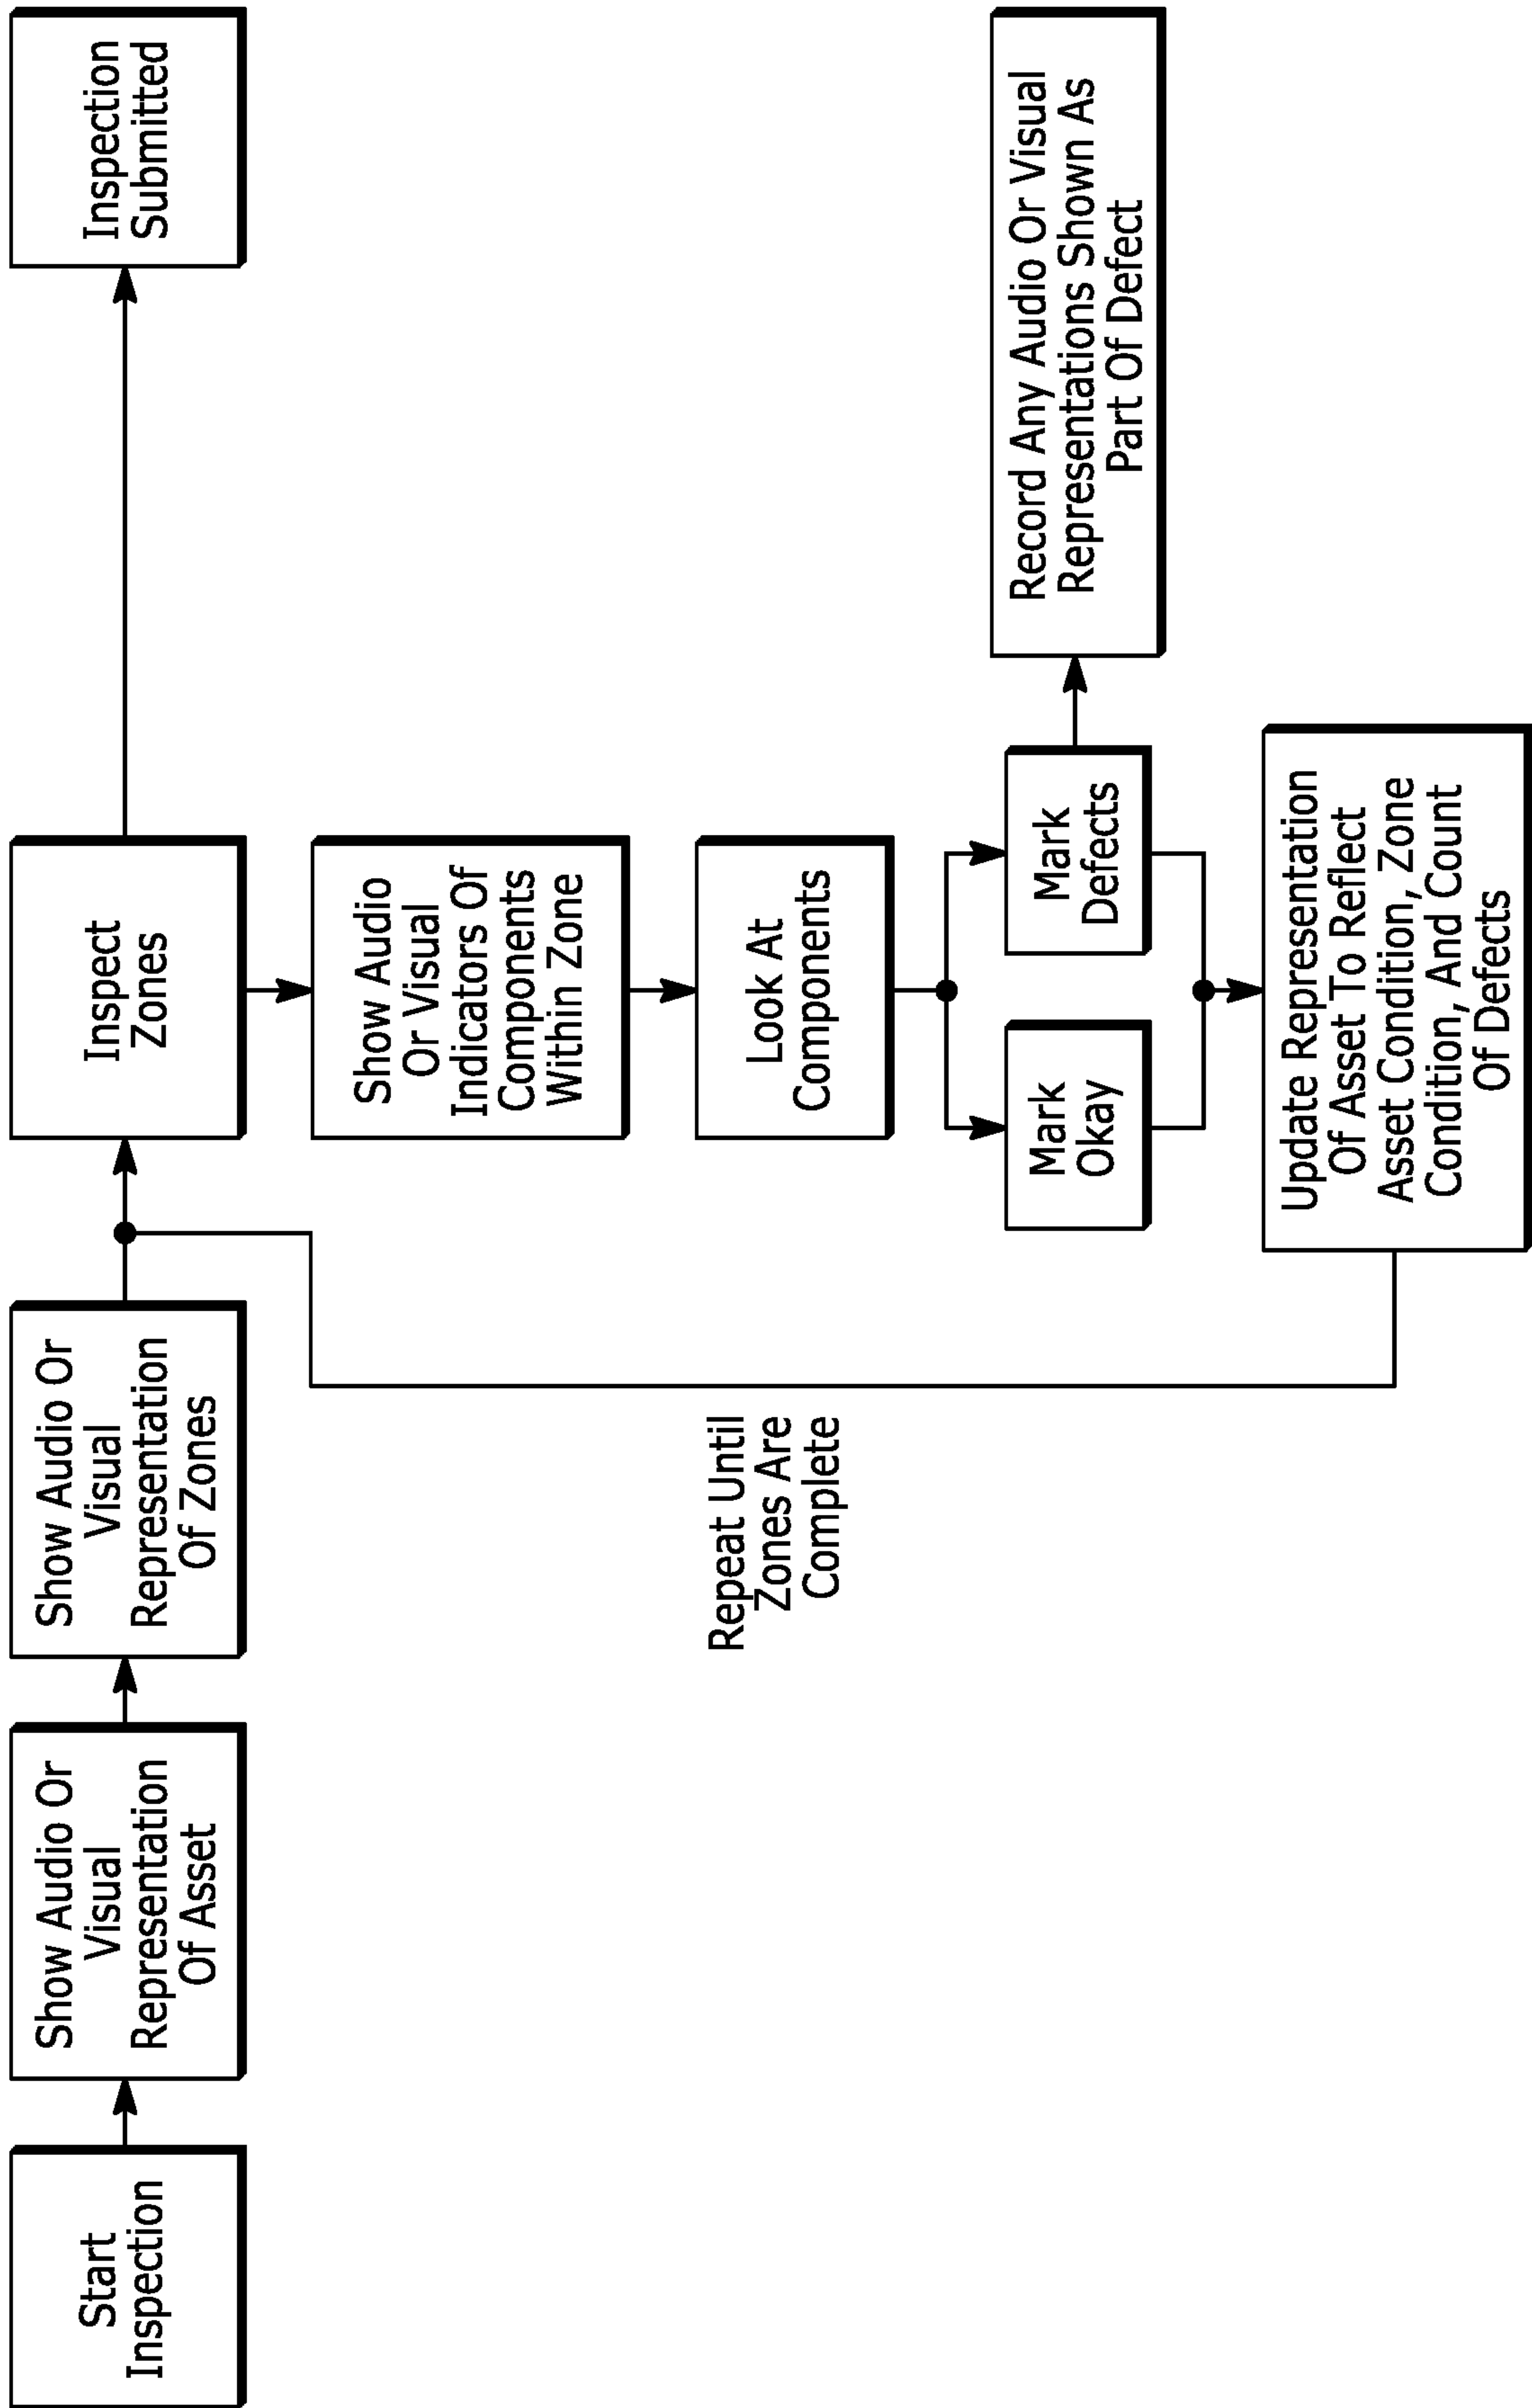 Start
Inspection
Show Audio Or
Visual
Representation
Of Asset
Show Audio Or
Visual
Representation
Of Zones
Inspect
Zones
Inspection
Submitted
Show Audio
Or Visual
Indicators Of
Components
Within Zone
Look At
Components
Mark
Okay
Mark
Defects
Record Any Audio Or Visual
Representations Shown As
Part Of Defect
Update Representation
Of Asset To Reflect
Asset Condition, Zone
Condition, And Count
Of Defects
Repeat Until
Zones Are
Complete